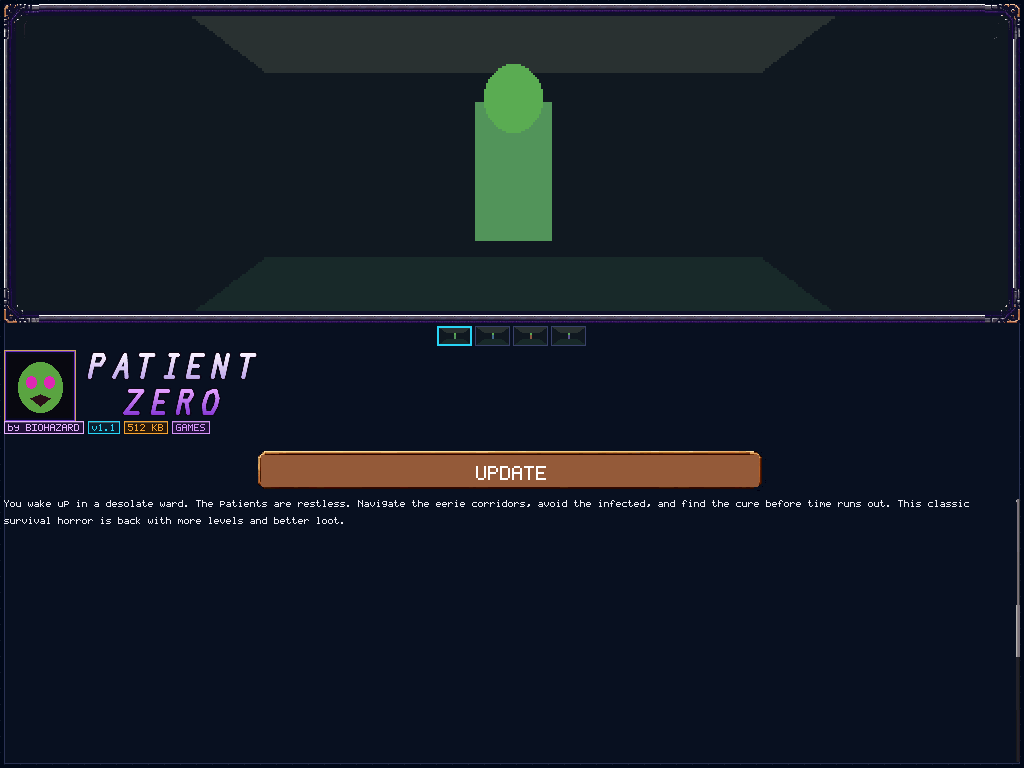 PATIENT
ZERO
by BIOHAZARD v1.1 512 KB GAMES
UPDATE
You wake up in a desolate ward. The Patients are restless. Navigate the eerie corridors, avoid the infected, and find the cure before time runs out. This classic
survival horror is back with more levels and better loot.